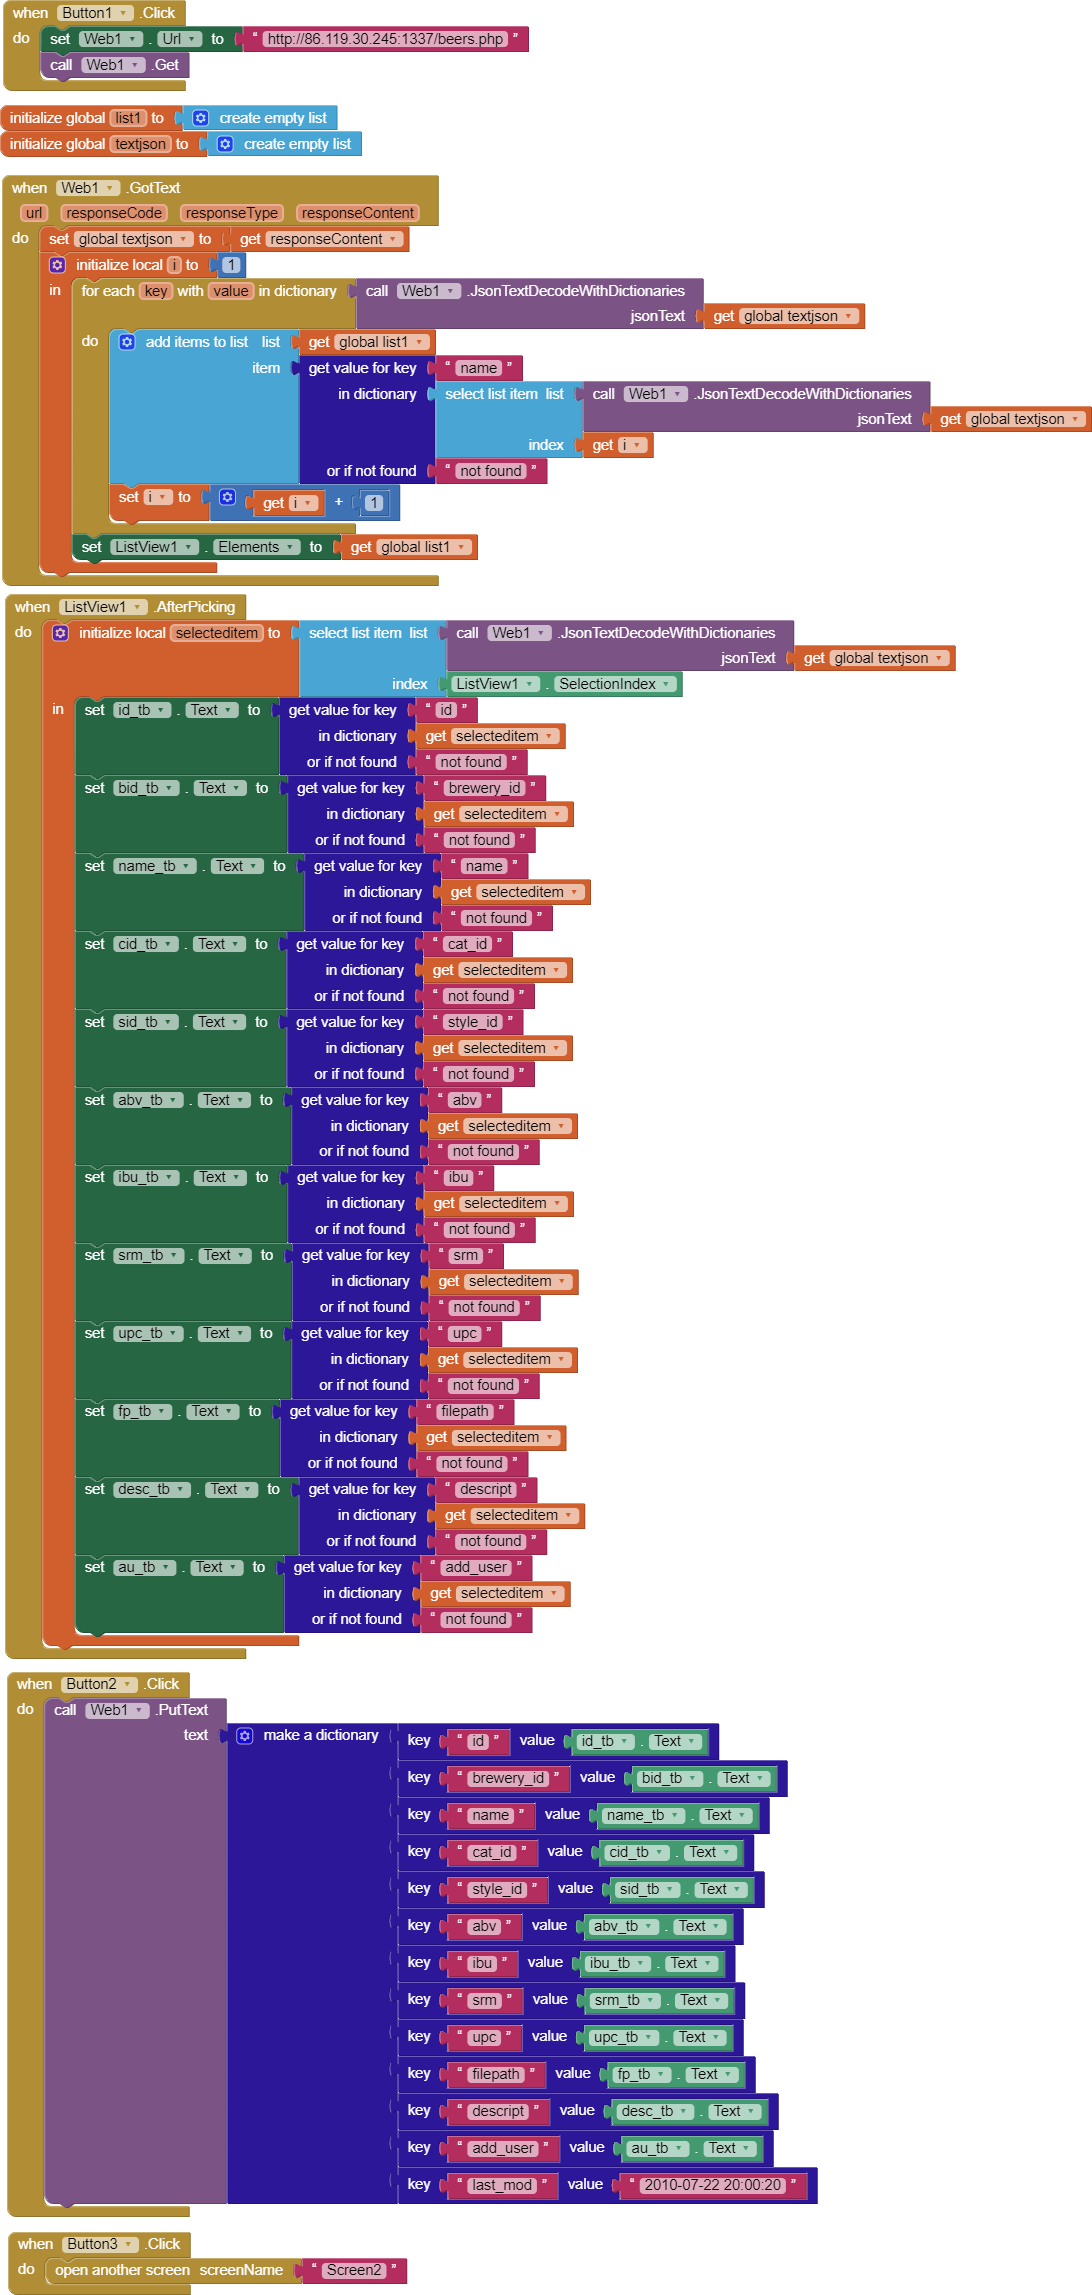 when Button1 .Click
do set Web1 . Url to “ http://86.119.30.245:1337/beers.php ”
call Web1 .Get
initialize global list1 to create empty list
initialize global textjson to create empty list
when Web1 .GotText
url responseCode responseType responseContent
do set global textjson to get responseContent
initialize local i to 1
in for each key with value in dictionary call Web1 .JsonTextDecodeWithDictionaries
jsonText get global textjson
do add items to list list get global list1
item get value for key “ name ”
in dictionary select list item list call Web1 .JsonTextDecodeWithDictionaries
jsonText get global textjson
index get i
or if not found “ not found ”
set i to get i + 1
set ListView1 . Elements to get global list1
when ListView1 .AfterPicking
do initialize local selecteditem to select list item list call Web1 .JsonTextDecodeWithDictionaries
jsonText get global textjson
index ListView1 . SelectionIndex
in set id_tb . Text to get value for key “ id ”
in dictionary get selecteditem
or if not found “ not found ”
set bid_tb . Text to get value for key “ brewery_id ”
in dictionary get selecteditem
or if not found “ not found ”
set name_tb . Text to get value for key “ name ”
in dictionary get selecteditem
or if not found “ not found ”
set cid_tb . Text to get value for key “ cat_id ”
in dictionary get selecteditem
or if not found “ not found ”
set sid_tb . Text to get value for key “ style_id ”
in dictionary get selecteditem
or if not found “ not found ”
set abv_tb . Text to get value for key “ abv ”
in dictionary get selecteditem
or if not found “ not found ”
set ibu_tb . Text to get value for key “ ibu ”
in dictionary get selecteditem
or if not found “ not found ”
set srm_tb . Text to get value for key “ srm ”
in dictionary get selecteditem
or if not found “ not found ”
set upc_tb . Text to get value for key “ upc ”
in dictionary get selecteditem
or if not found “ not found ”
set fp_tb . Text to get value for key “ filepath ”
in dictionary get selecteditem
or if not found “ not found ”
set desc_tb . Text to get value for key “ descript ”
in dictionary get selecteditem
or if not found “ not found ”
set au_tb . Text to get value for key “ add_user ”
in dictionary get selecteditem
or if not found “ not found ”
when Button2 .Click
do call Web1 .PutText
text make a dictionary key “ id ” value id_tb . Text
key “ brewery_id ” value bid_tb . Text
key “ name ” value name_tb . Text
key “ cat_id ” value cid_tb . Text
key “ style_id ” value sid_tb . Text
key “ abv ” value abv_tb . Text
key “ ibu ” value ibu_tb . Text
key “ srm ” value srm_tb . Text
key “ upc ” value upc_tb . Text
key “ filepath ” value fp_tb . Text
key “ descript ” value desc_tb . Text
key “ add_user ” value au_tb . Text
key “ last_mod ” value “ 2010-07-22 20:00:20 ”
when Button3 .Click
do open another screen screenName “ Screen2 ”